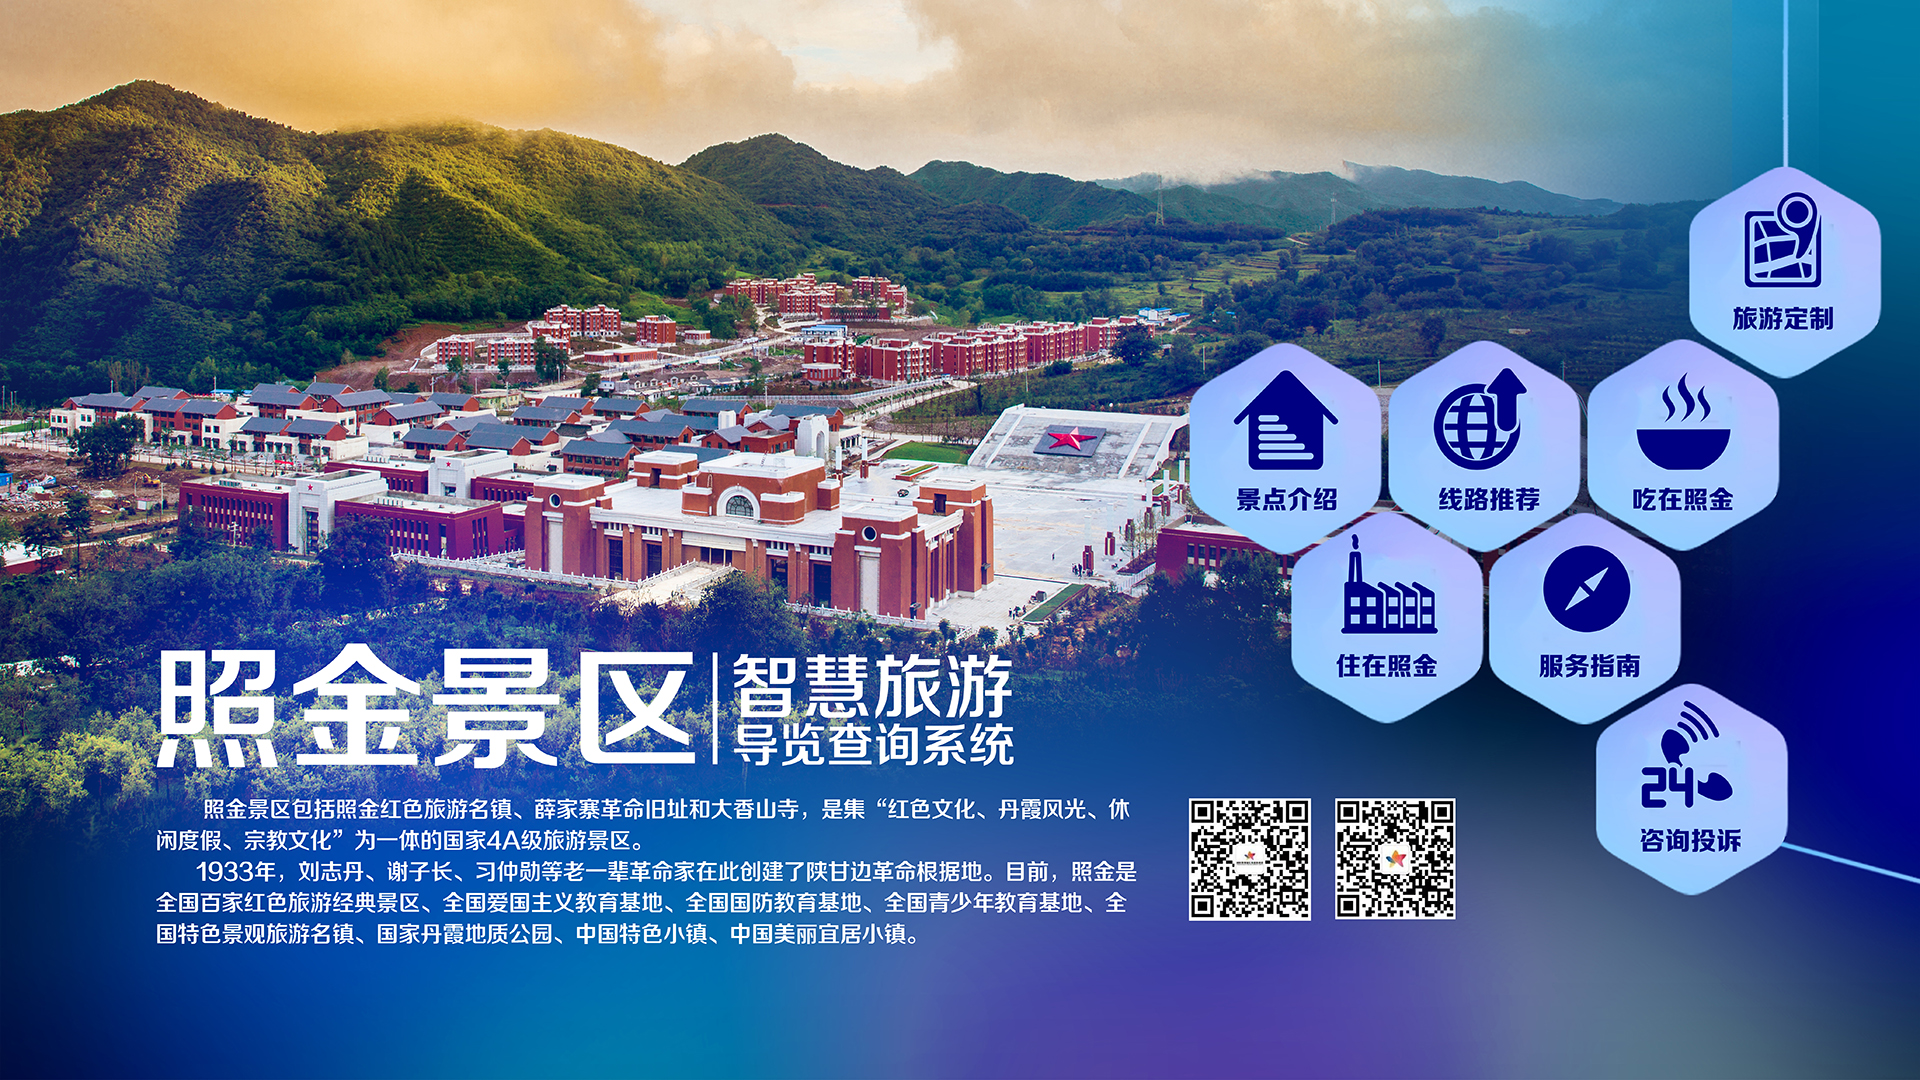 旅游定制
景点介绍
线路推荐
吃在照金
住在照金
服务指南
24
咨询投诉
照金景区
智慧旅游
导览查询系统
照金景区包括照金红色旅游名镇、薛家寨革命旧址和大香山寺，是集“红色文化、丹霞风光、休
闲度假、宗教文化”为一体的国家4A级旅游景区。
1933年，刘志丹、谢子长、习仲勋等老一辈革命家在此创建了陕甘边革命根据地。目前，照金是
全国百家红色旅游经典景区、全国爱国主义教育基地、全国国防教育基地、全国青少年教育基地、全
国特色景观旅游名镇、国家丹霞地质公园、中国特色小镇、中国美丽宜居小镇。